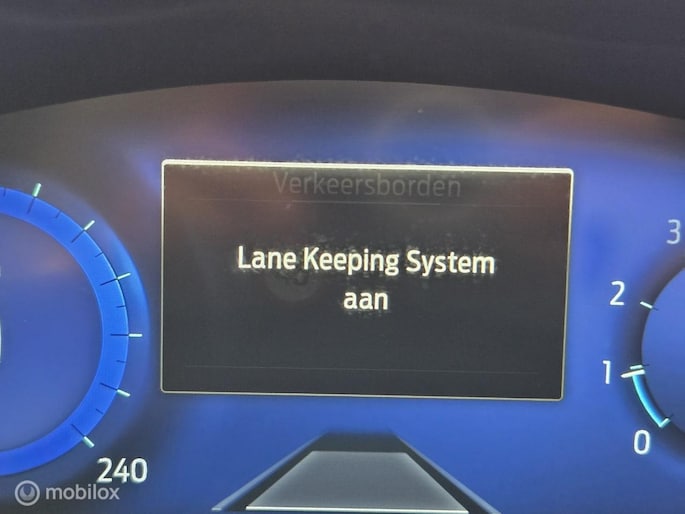 Verkeersborden
Lane Keeping System
aan
3
2
1
0
240
mobilox